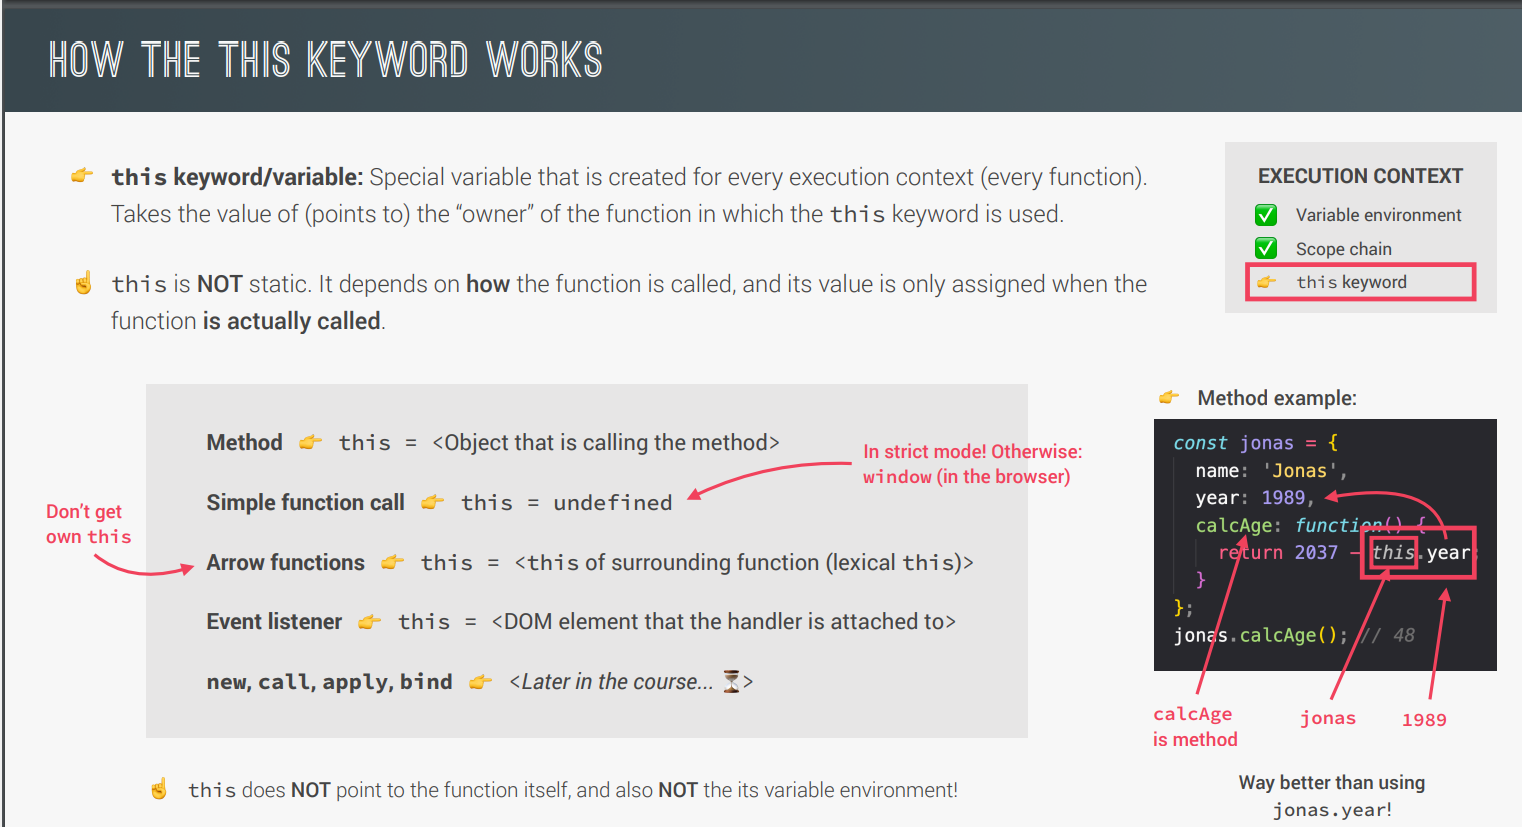 HOW THE THIS KEYWORD WORKS
👉 this keyword/variable: Special variable that is created for every execution context (every function).
Takes the value of (points to) the “owner” of the function in which the this keyword is used.
☝️ this is NOT static. It depends on how the function is called, and its value is only assigned when the
function is actually called.
EXECUTION CONTEXT
✅ Variable environment
✅ Scope chain
👉 this keyword
Method 👉 this = <Object that is calling the method>
Simple function call 👉 this = undefined
In strict mode! Otherwise:
window (in the browser)
Don’t get
own this
Arrow functions 👉 this = <this of surrounding function (lexical this)>
Event listener 👉 this = <DOM element that the handler is attached to>
new, call, apply, bind 👉 <Later in the course... ⏳>
☝️ this does NOT point to the function itself, and also NOT the its variable environment!
👉 Method example:
const jonas = {
name: 'Jonas',
year: 1989,
calcAge: function() {
return 2037 - this.year;
}
};
jonas.calcAge(); // 48
calcAge
is method
jonas
1989
Way better than using
jonas.year!